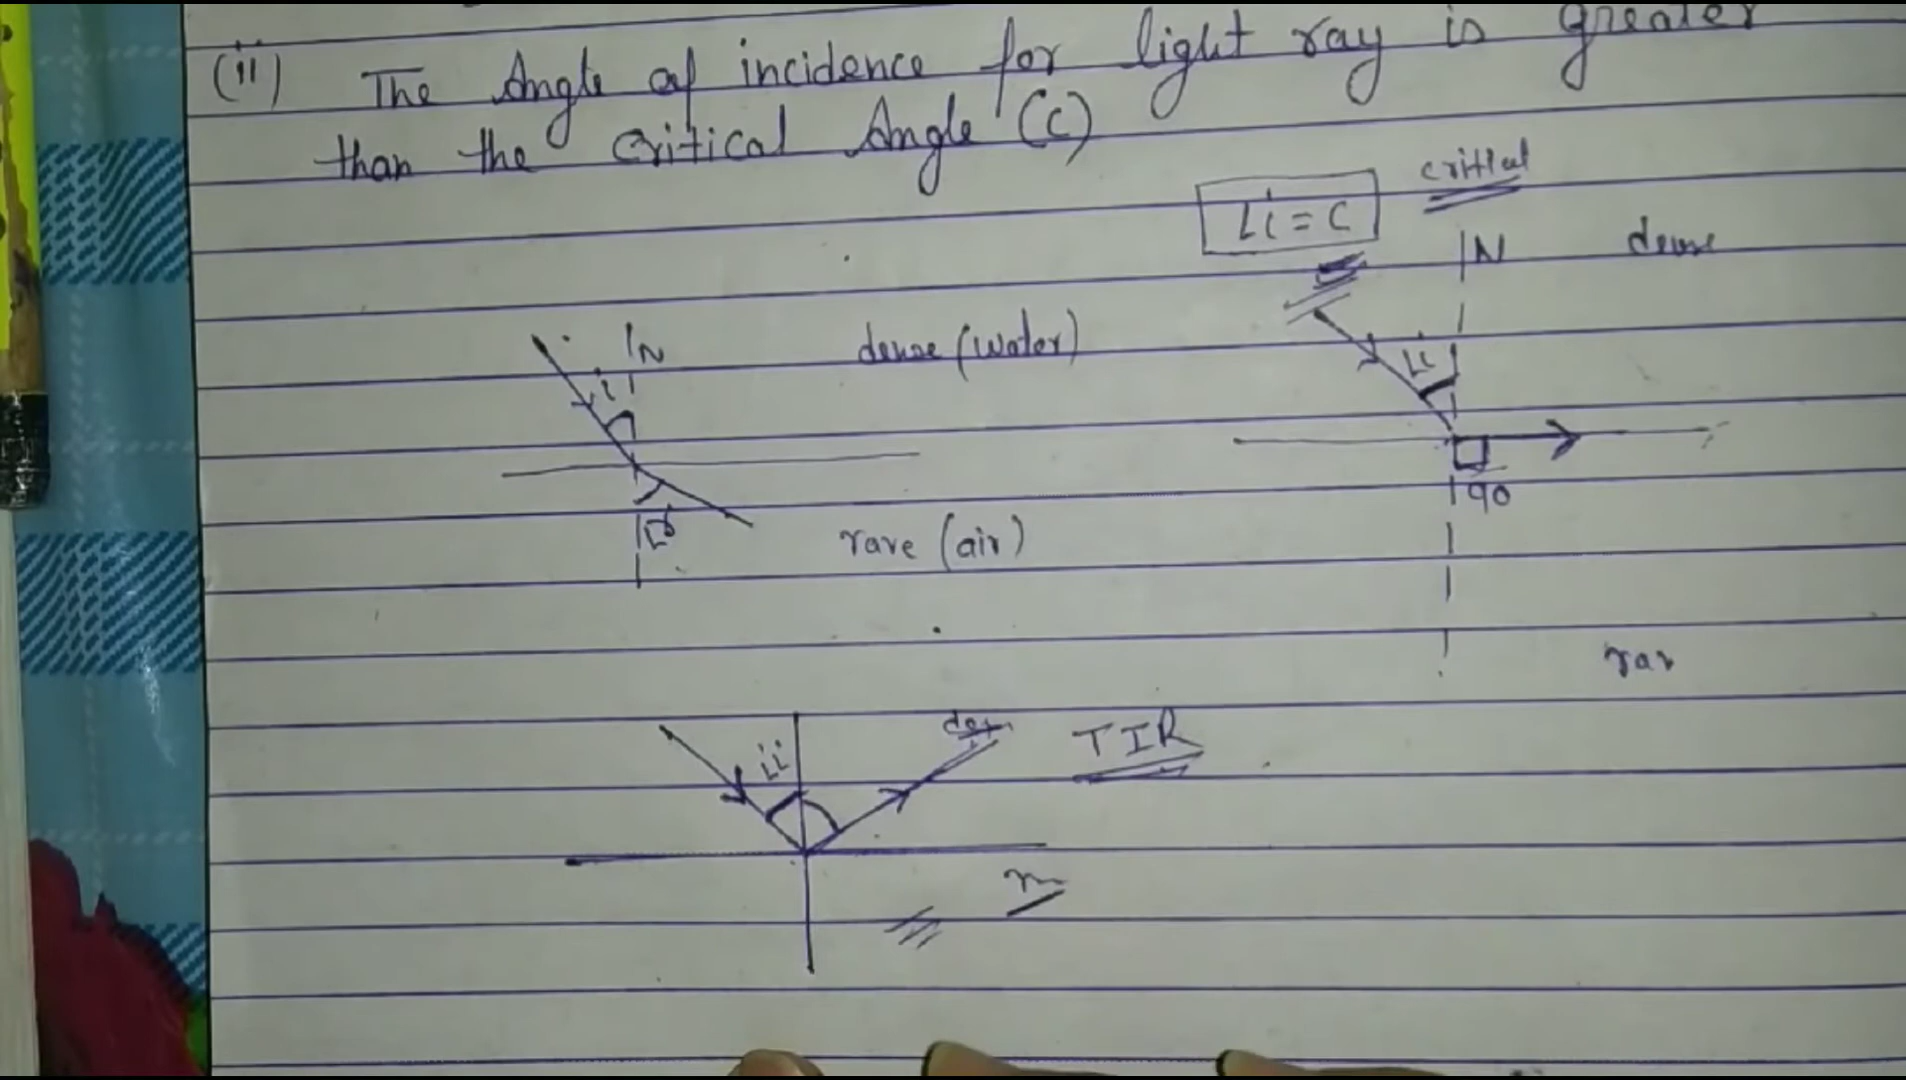 (ii) The Angle of incidence for light ray is greater
than the critical Angle (C)
critical
∠i = C
N
dense
N
dense (water)
i
∠i
∠r
90
rare (air)
rar
TIR
∠i